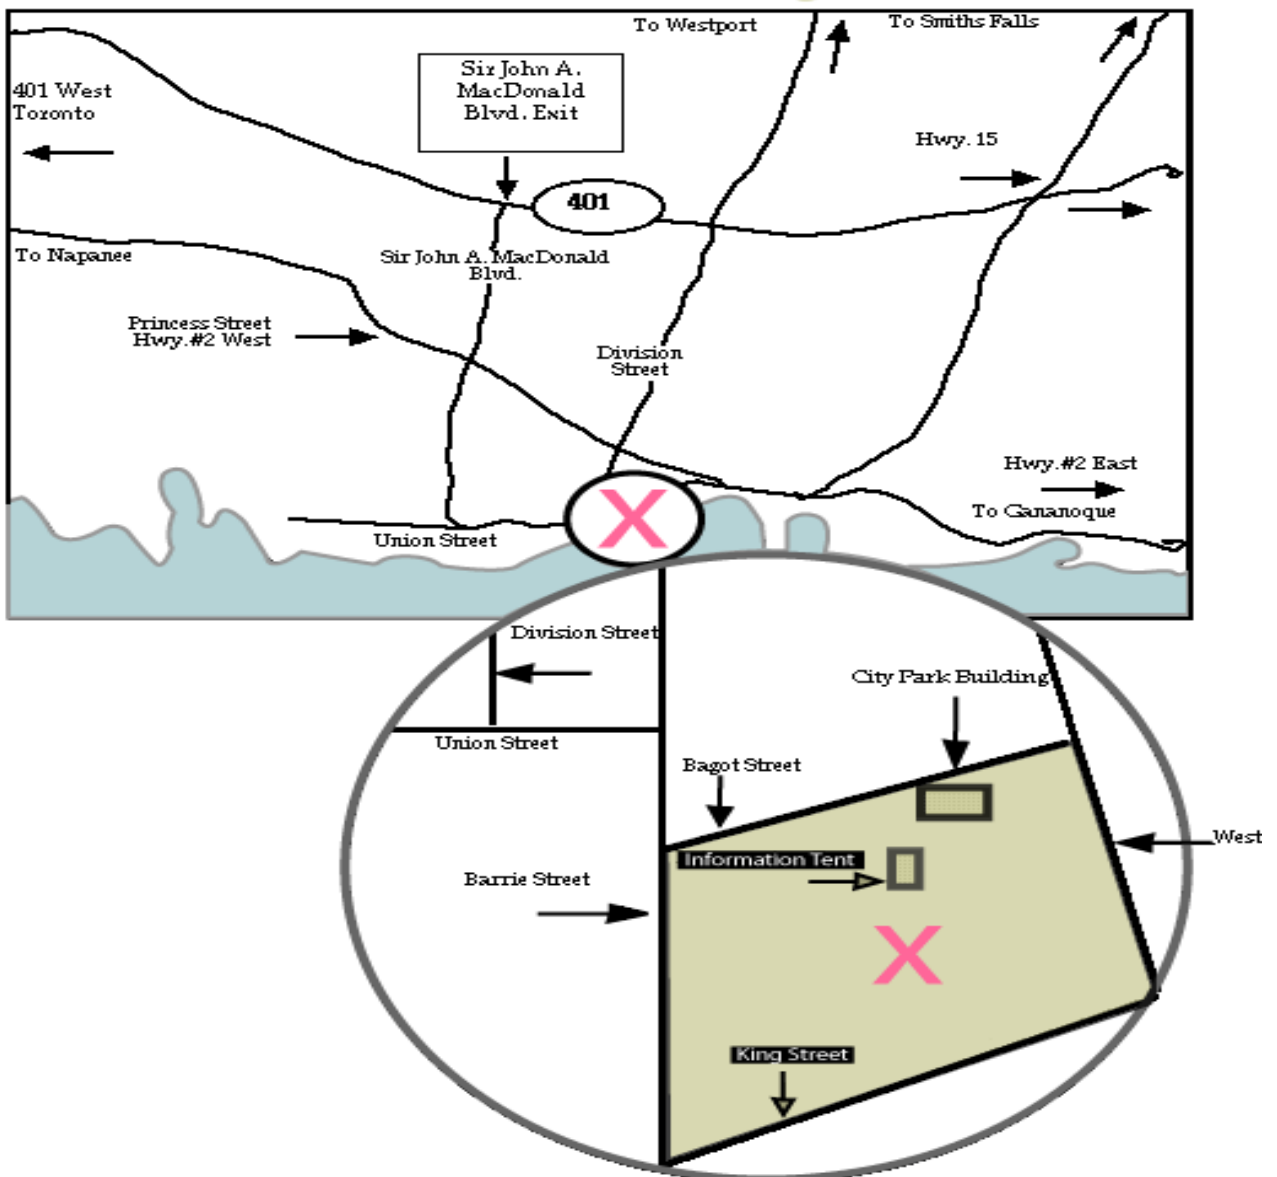 To Westport
To Smiths Falls
Sir John A.
MacDonald
Blvd. Exit
401 West
Toronto
Hwy. 15
401
To Napanee
Sir John A. MacDonald
Blvd.
Princess Street
Hwy.#2 West
Division
Street
Hwy.#2 East
To Gananoque
Union Street
X
Division Street
City Park Building
Union Street
Bagot Street
West
Information Tent
Barrie Street
X
King Street